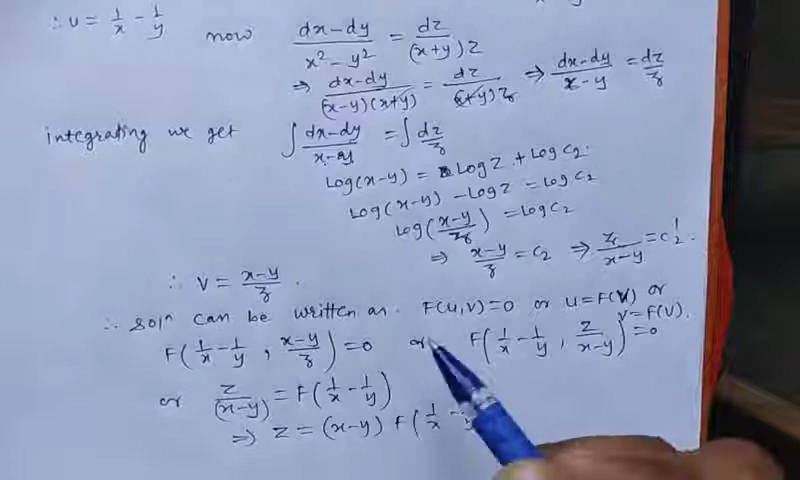 ∴ U = 1/x - 1/y now (dx-dy)/(x² - y²) = dz/((x+y)z)
⇒ (dx-dy)/((x-y)(x+y)) = dz/((x+y)z) ⇒ (dx-dy)/(x-y) = dz/z
integrating we get ∫(dx-dy)/(x-y) = ∫dz/z
Log(x-y) = Log z + Log c₂.
Log(x-y) - Log z = Log c₂
Log((x-y)/z) = Log c₂
⇒ (x-y)/z = c₂ ⇒ z/(x-y) = c₂¹.
∴ V = (x-y)/z.
∴ solⁿ can be written as. F(u,v)=0 or u=F(V) or
V=F(U).
F(1/x - 1/y, (x-y)/z) = 0 or F(1/x - 1/y, z/(x-y)) = 0
or z/(x-y) = F(1/x - 1/y)
⇒ z = (x-y) F(1/x -